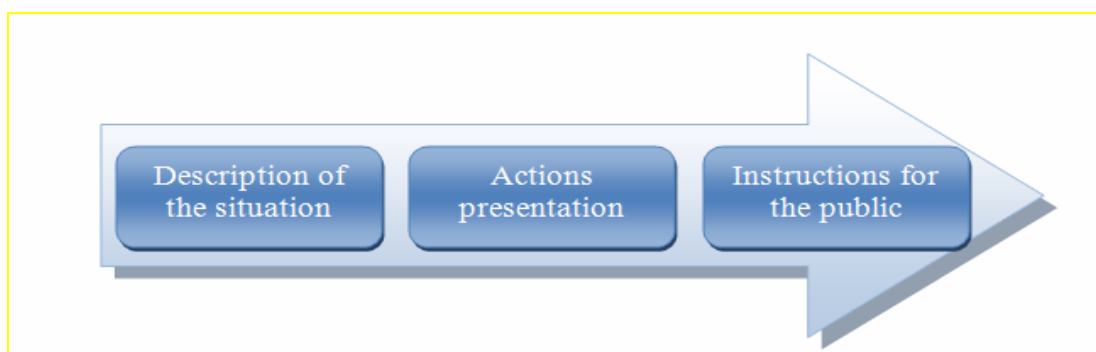 Description of
the situation
Actions
presentation
Instructions for
the public